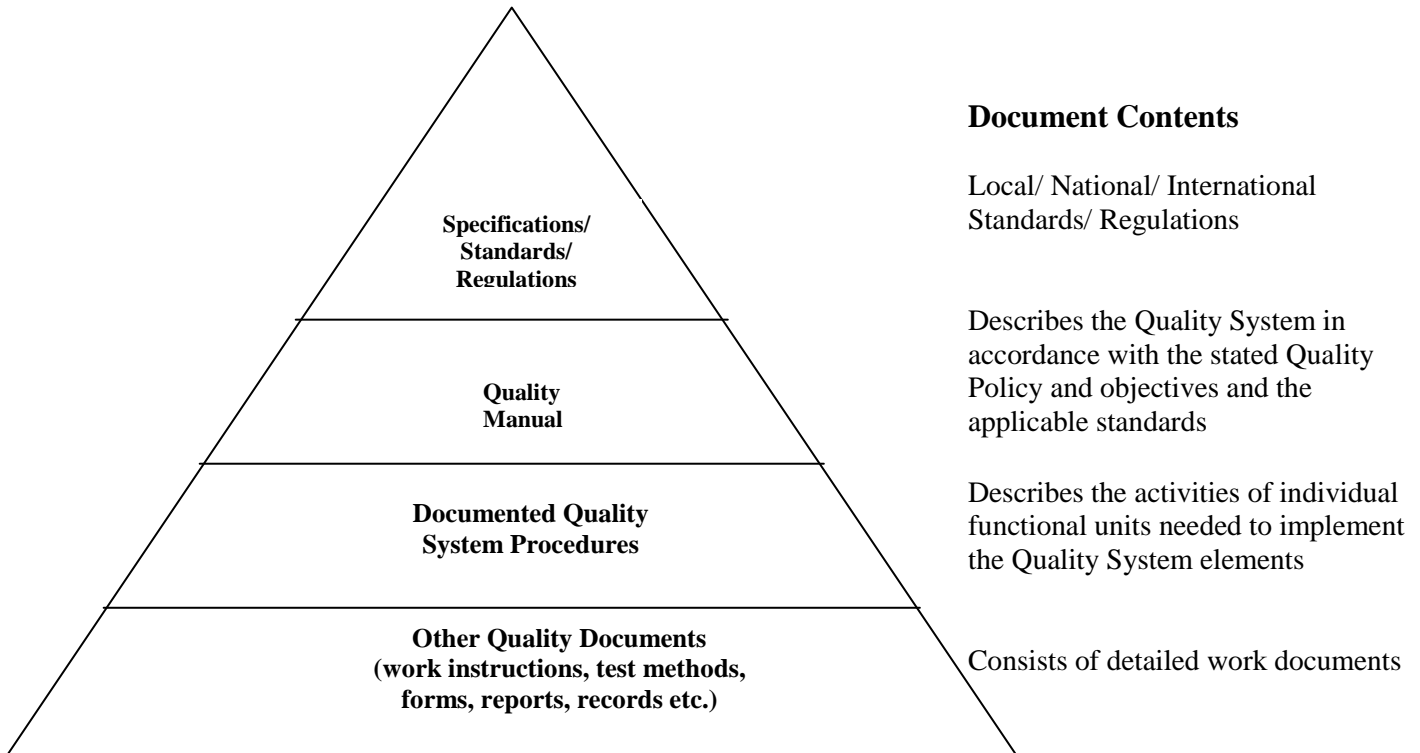 Document Contents
Specifications/
Standards/
Regulations
Local/ National/ International
Standards/ Regulations
Quality
Manual
Describes the Quality System in
accordance with the stated Quality
Policy and objectives and the
applicable standards
Documented Quality
System Procedures
Describes the activities of individual
functional units needed to implement
the Quality System elements
Other Quality Documents
(work instructions, test methods,
forms, reports, records etc.)
Consists of detailed work documents